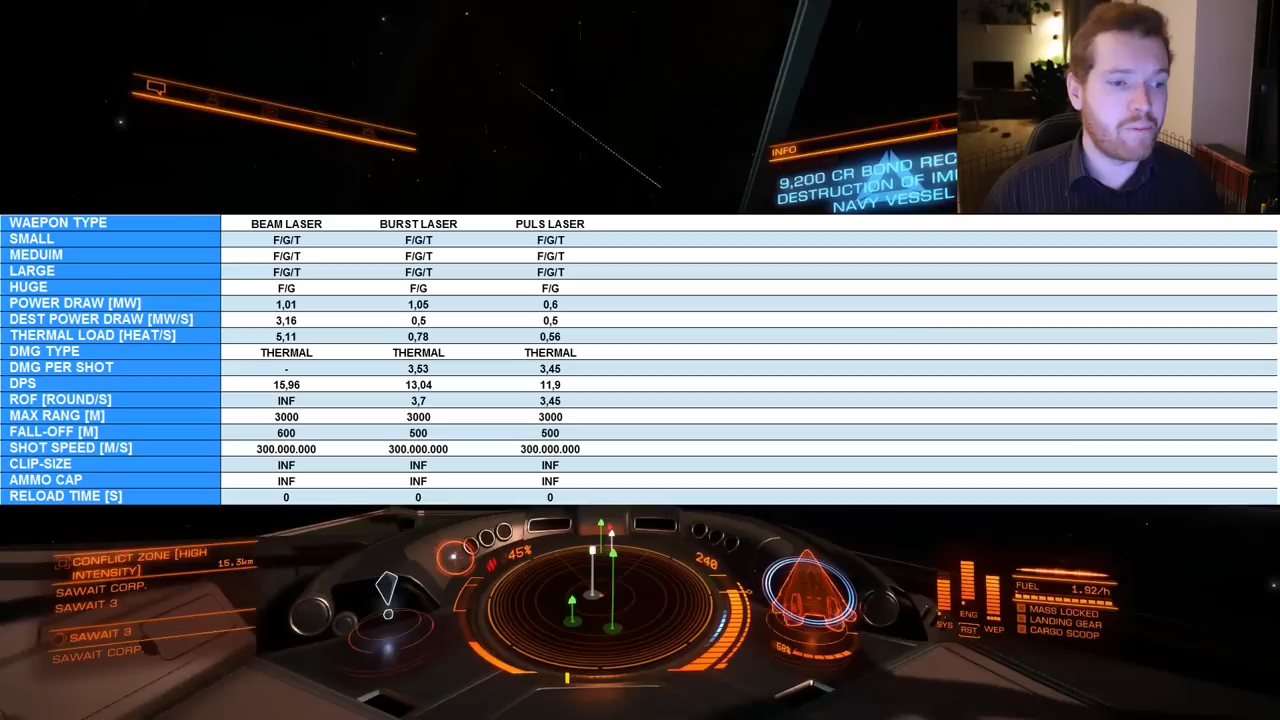 INFO
9,200 CR BOND REC
DESTRUCTION OF IMI
NAVY VESSEL
WAEPON TYPE BEAM LASER BURST LASER PULS LASER
SMALL F/G/T F/G/T F/G/T
MEDUIM F/G/T F/G/T F/G/T
LARGE F/G/T F/G/T F/G/T
HUGE F/G F/G F/G
POWER DRAW [MW] 1,01 1,05 0,6
DEST POWER DRAW [MW/S] 3,16 0,5 0,5
THERMAL LOAD [HEAT/S] 5,11 0,78 0,56
DMG TYPE THERMAL THERMAL THERMAL
DMG PER SHOT - 3,53 3,45
DPS 15,96 13,04 11,9
ROF [ROUND/S] INF 3,7 3,45
MAX RANG [M] 3000 3000 3000
FALL-OFF [M] 600 500 500
SHOT SPEED [M/S] 300.000.000 300.000.000 300.000.000
CLIP-SIZE INF INF INF
AMMO CAP INF INF INF
RELOAD TIME [S] 0 0 0
CONFLICT ZONE [HIGH
INTENSITY] 15.3km
SAWAIT CORP.
SAWAIT 3
SAWAIT 3
SAWAIT CORP.
45%
240
58%
SYS ENG WEP
RST
FUEL 1.92/h
MASS LOCKED
LANDING GEAR
CARGO SCOOP